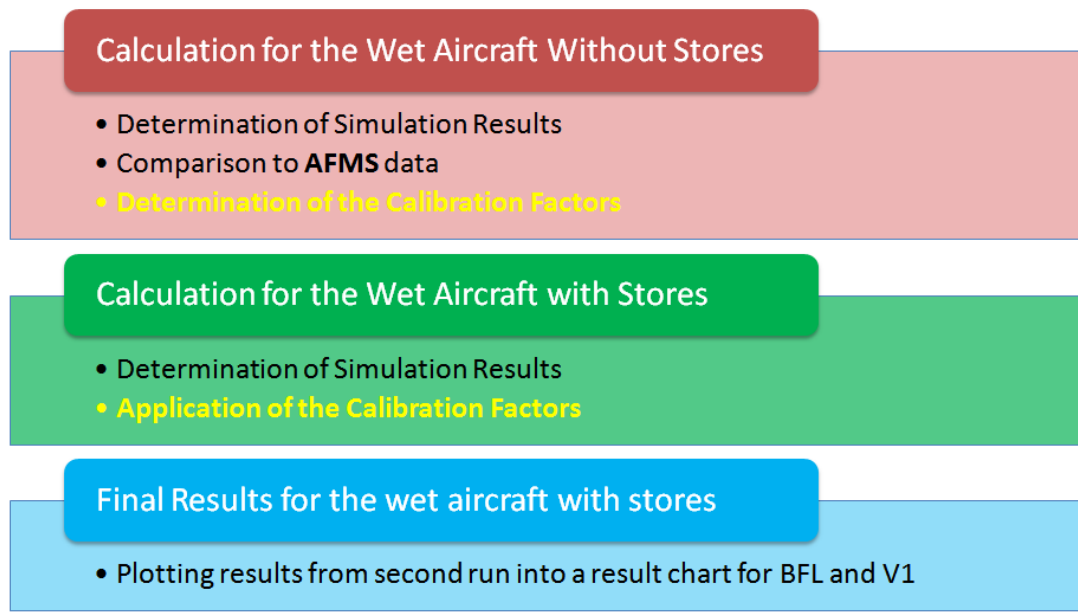 Calculation for the Wet Aircraft Without Stores
• Determination of Simulation Results
• Comparison to AFMS data
• Determination of the Calibration Factors
Calculation for the Wet Aircraft with Stores
• Determination of Simulation Results
• Application of the Calibration Factors
Final Results for the wet aircraft with stores
• Plotting results from second run into a result chart for BFL and V1